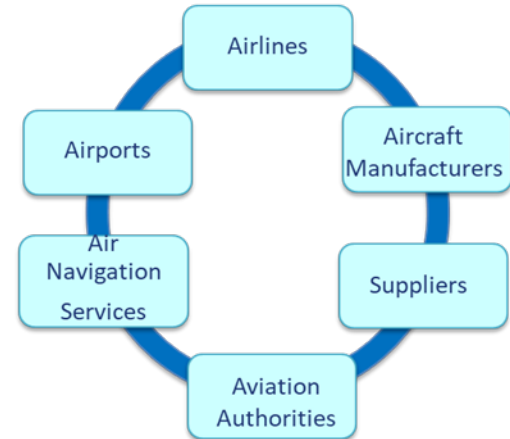 Airlines
Aircraft
Manufacturers
Suppliers
Aviation
Authorities
Air
Navigation
Services
Airports